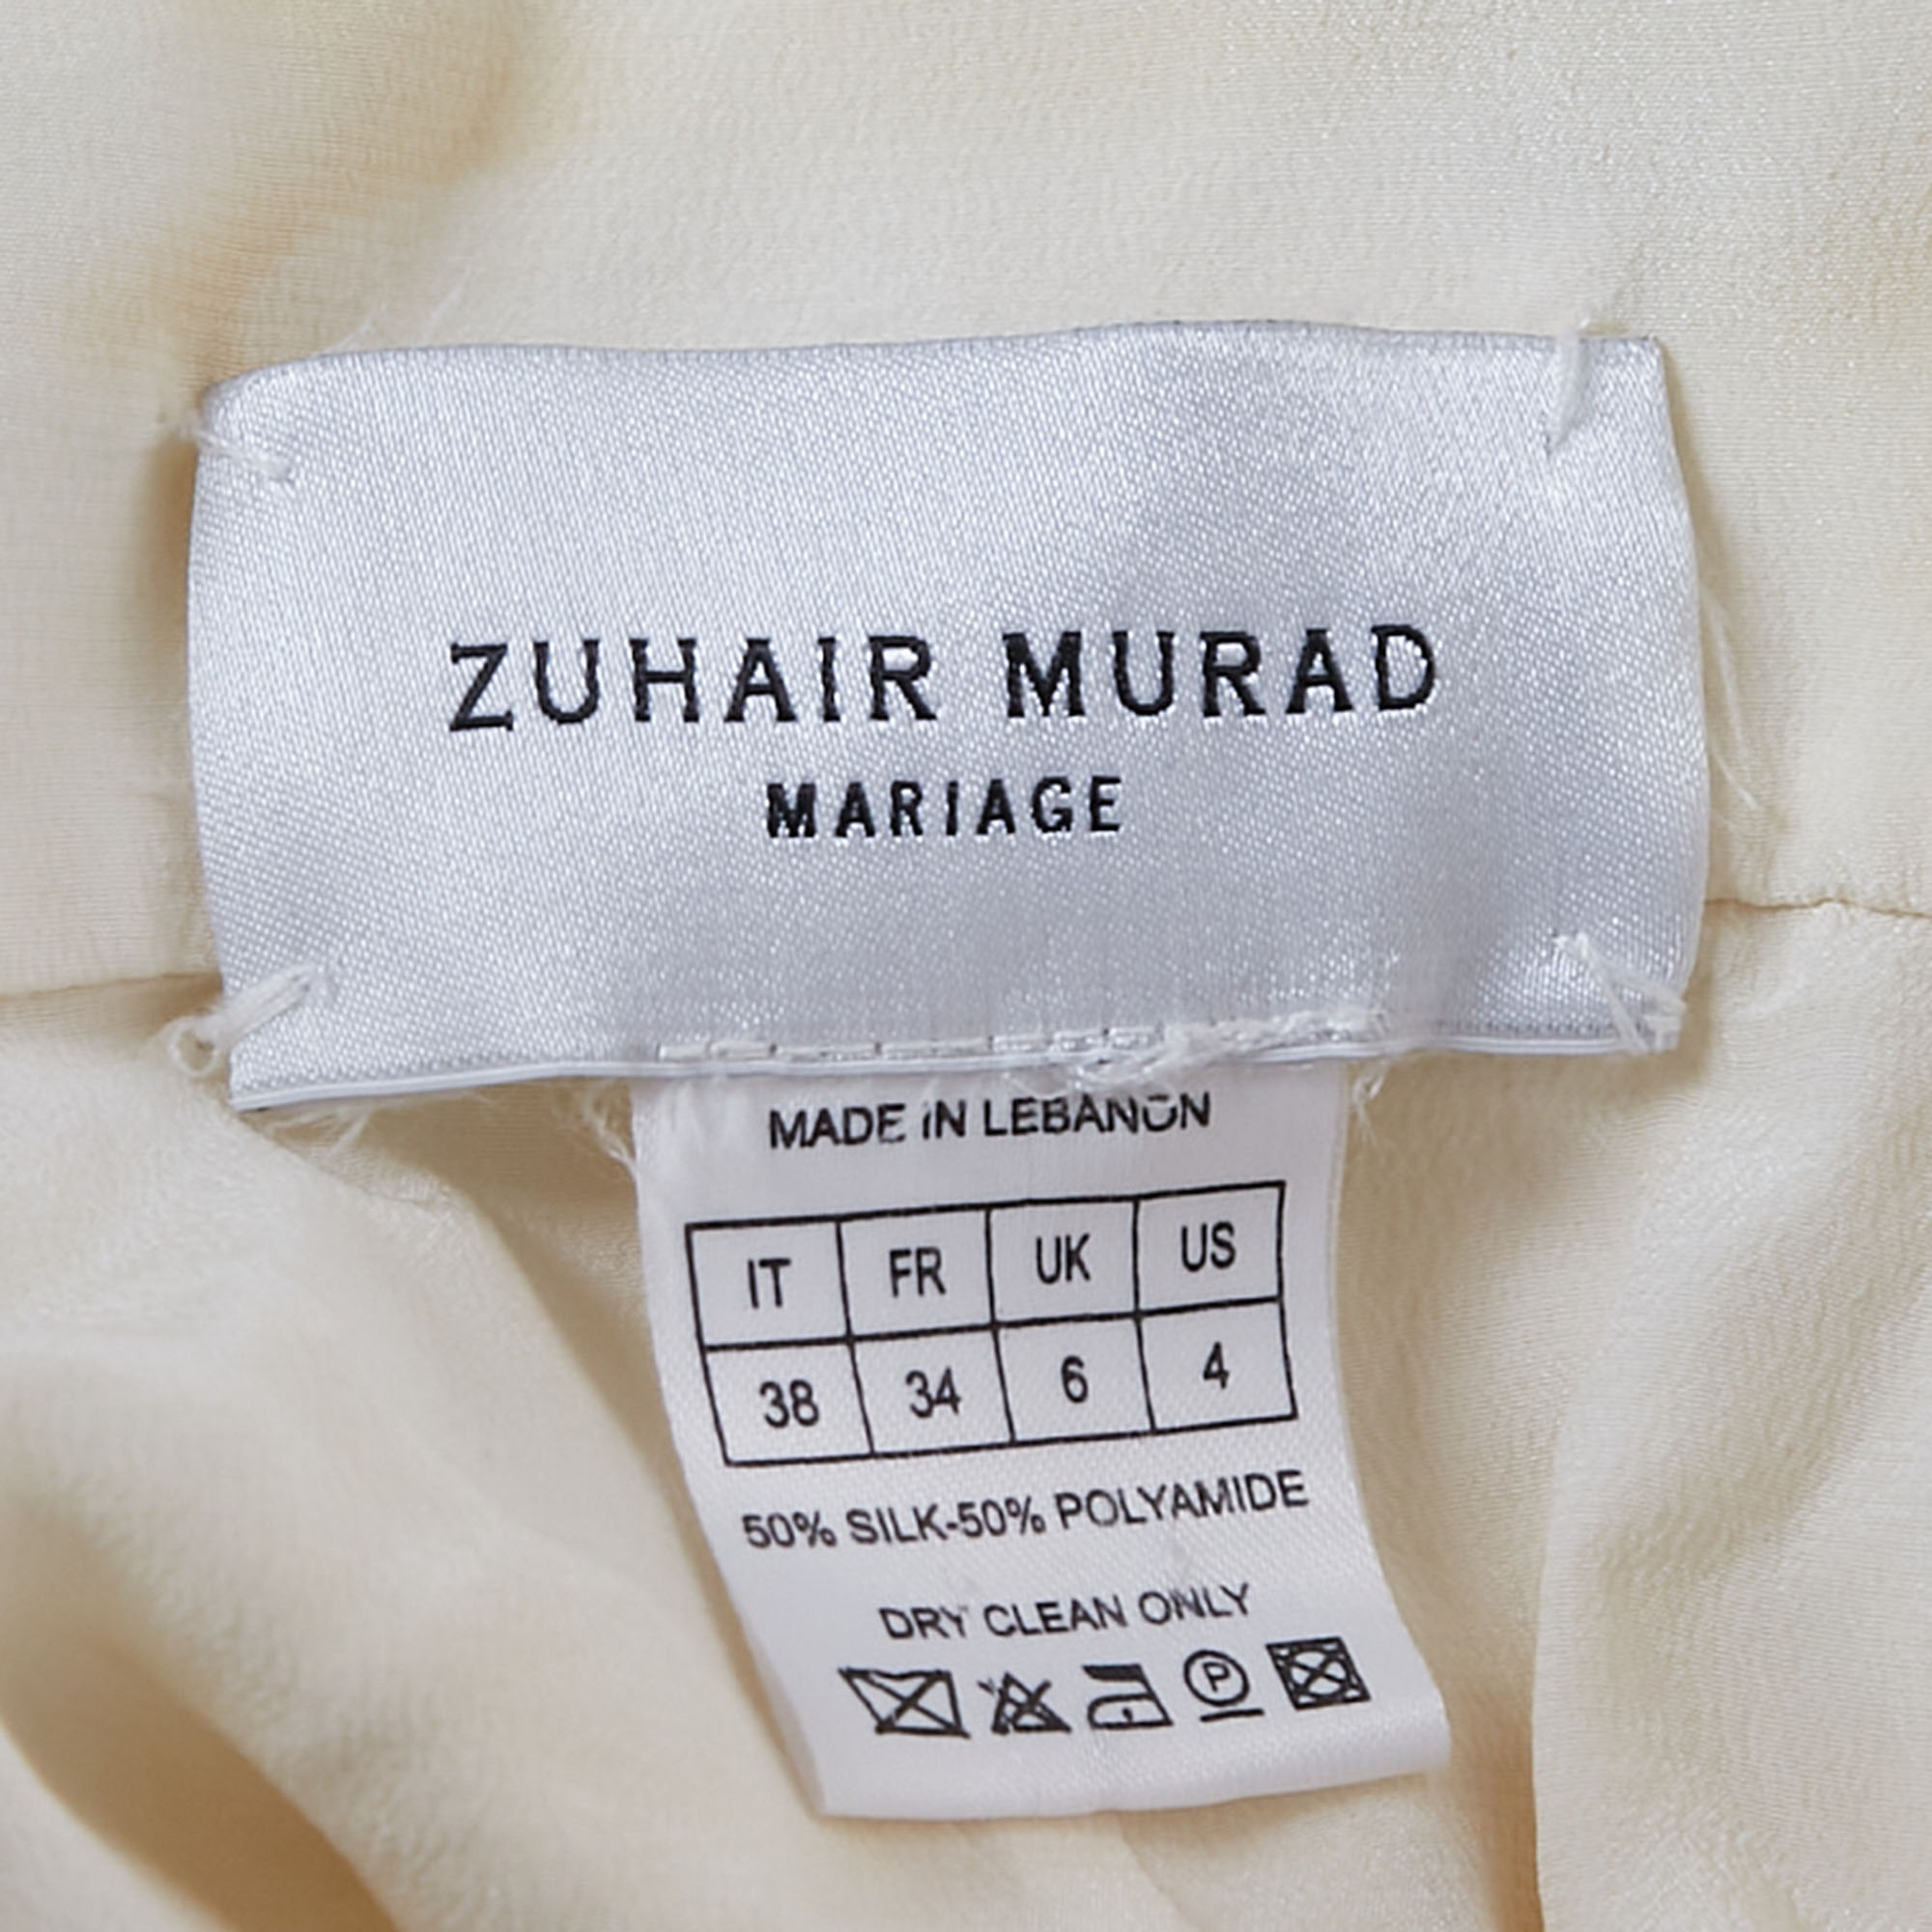 ZUHAIR MURAD
MARIAGE
MADE IN LEBANON
IT FR UK US
38 34 6 4
50% SILK-50% POLYAMIDE
DRY CLEAN ONLY
P